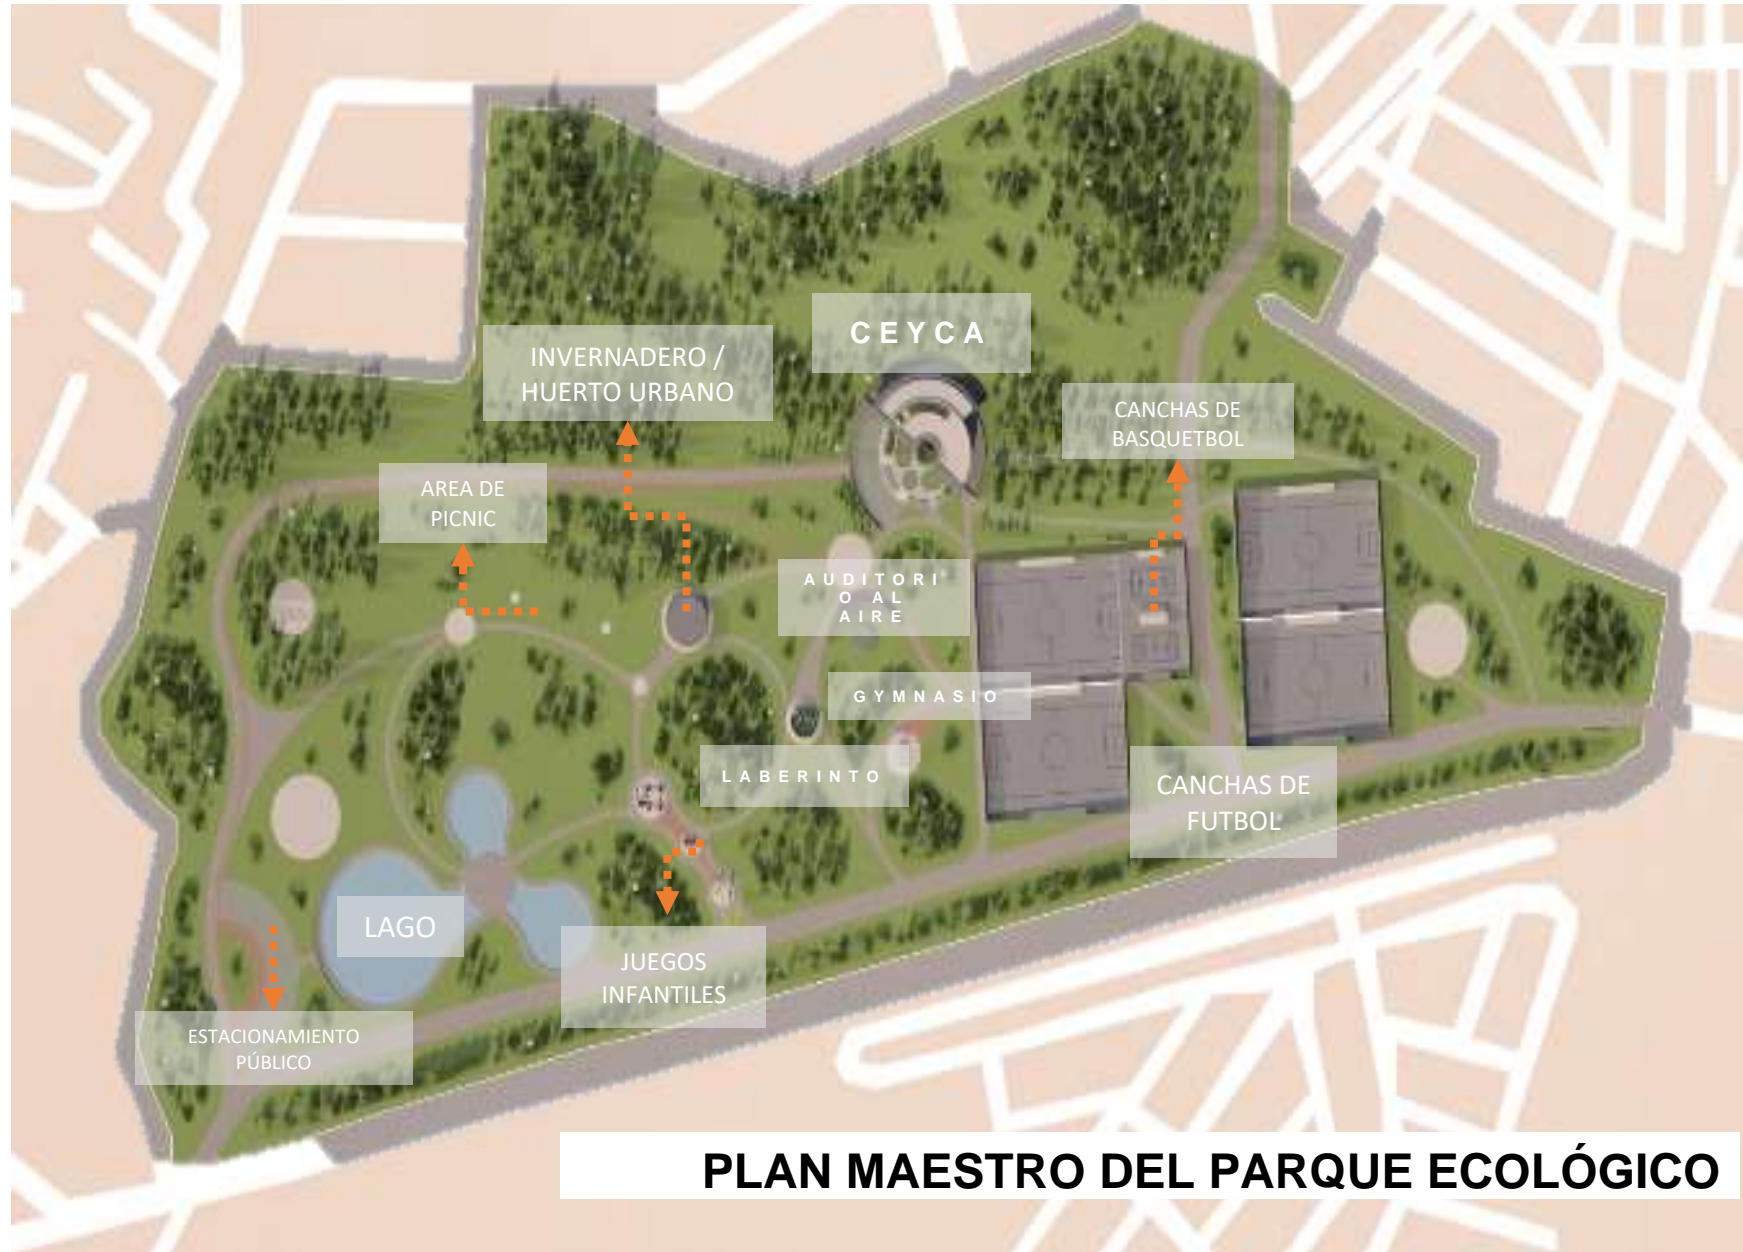 CEYCA
INVERNADERO /
HUERTO URBANO
CANCHAS DE
BASQUETBOL
AREA DE
PICNIC
AUDITORI
O AL
AIRE
GYMNASIO
LABERINTO
CANCHAS DE
FUTBOL
LAGO
JUEGOS
INFANTILES
ESTACIONAMIENTO
PÚBLICO
PLAN MAESTRO DEL PARQUE ECOLÓGICO